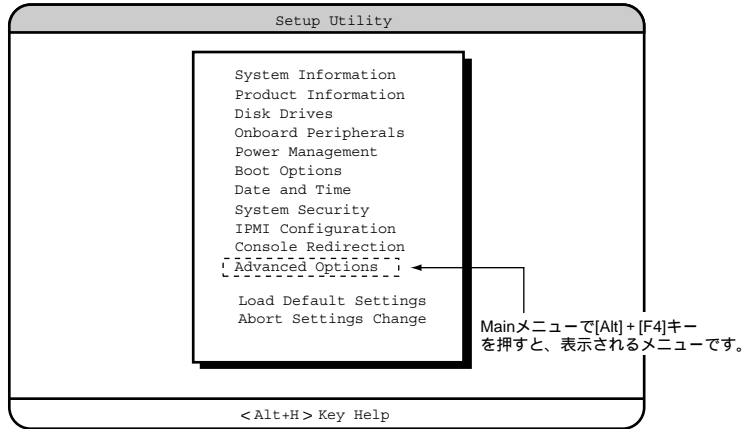 Setup Utility
System Information
Product Information
Disk Drives
Onboard Peripherals
Power Management
Boot Options
Date and Time
System Security
IPMI Configuration
Console Redirection
Advanced Options
Load Default Settings
Abort Settings Change
Mainメニューで[Alt]+[F4]キー
を押すと、表示されるメニューです。
<Alt+H> Key Help